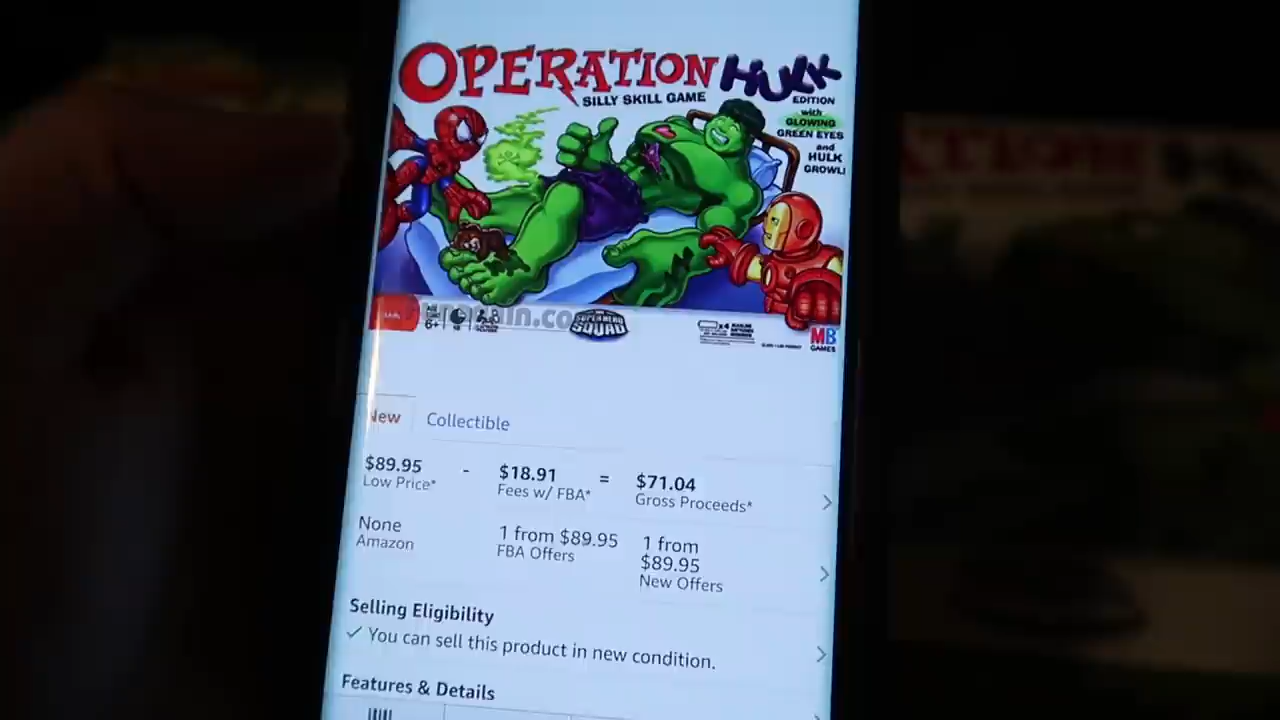 OPERATION HULK
SILLY SKILL GAME
EDITION
with
GLOWING
GREEN EYES
and
HULK
GROWL!
6+
x4
SUPER HERO
SQUAD
MB
GAMES
New
Collectible
$89.95 - $18.91 = $71.04
Low Price* Fees w/ FBA* Gross Proceeds*
None 1 from $89.95 1 from
Amazon FBA Offers $89.95
New Offers
Selling Eligibility
✓ You can sell this product in new condition.
Features & Details